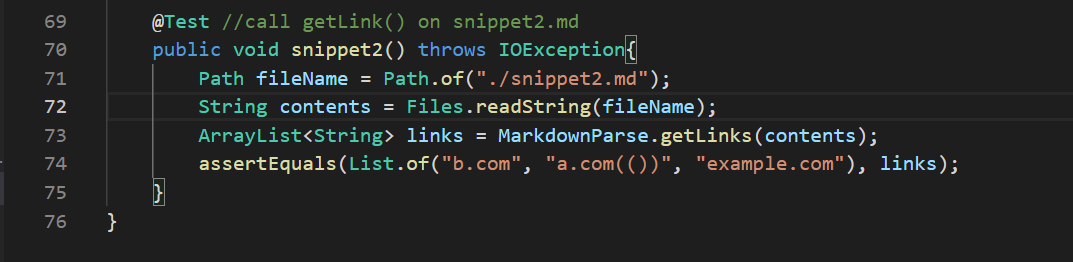 69 @Test //call getLink() on snippet2.md
70 public void snippet2() throws IOException{
71 Path fileName = Path.of("./snippet2.md");
72 String contents = Files.readString(fileName);
73 ArrayList<String> links = MarkdownParse.getLinks(contents);
74 assertEquals(List.of("b.com", "a.com(())", "example.com"), links);
75 }
76 }